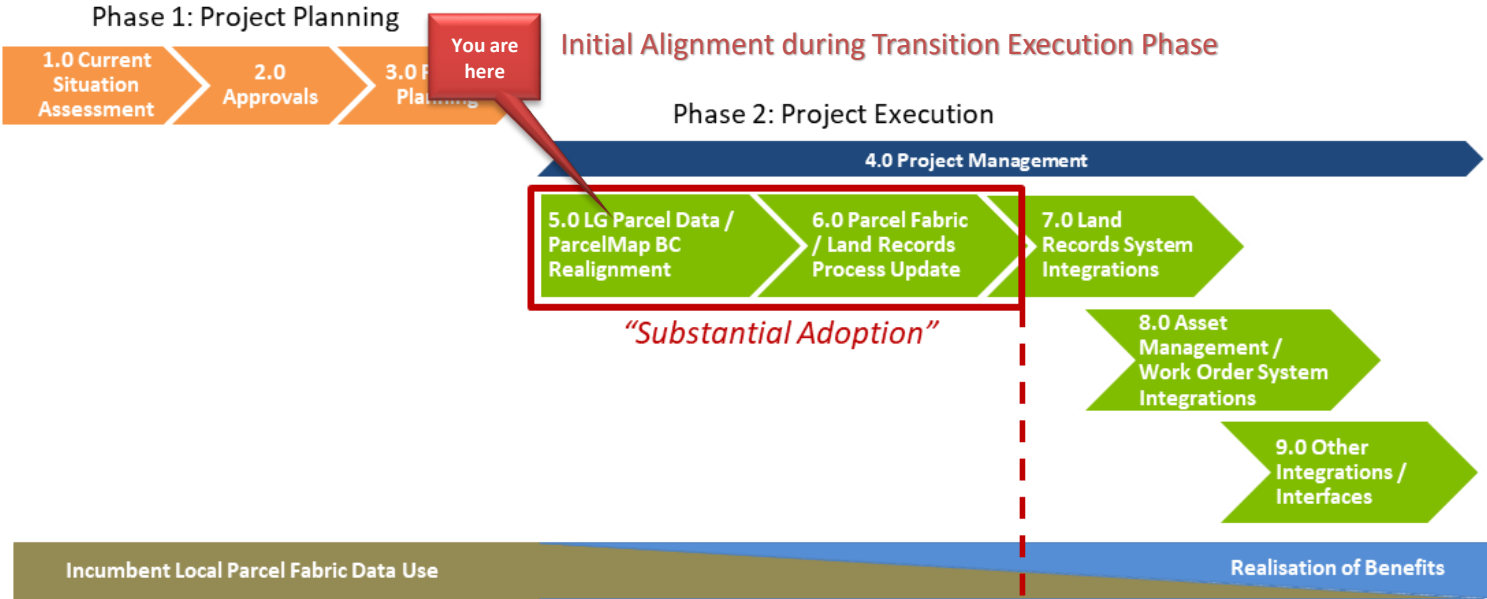 Phase 1: Project Planning
You are
here
Initial Alignment during Transition Execution Phase
1.0 Current
Situation
Assessment
2.0
Approvals
3.0 P
Planning
Phase 2: Project Execution
4.0 Project Management
5.0 LG Parcel Data /
ParcelMap BC
Realignment
6.0 Parcel Fabric
/ Land Records
Process Update
7.0 Land
Records System
Integrations
“Substantial Adoption”
8.0 Asset
Management /
Work Order System
Integrations
9.0 Other
Integrations /
Interfaces
Incumbent Local Parcel Fabric Data Use
Realisation of Benefits